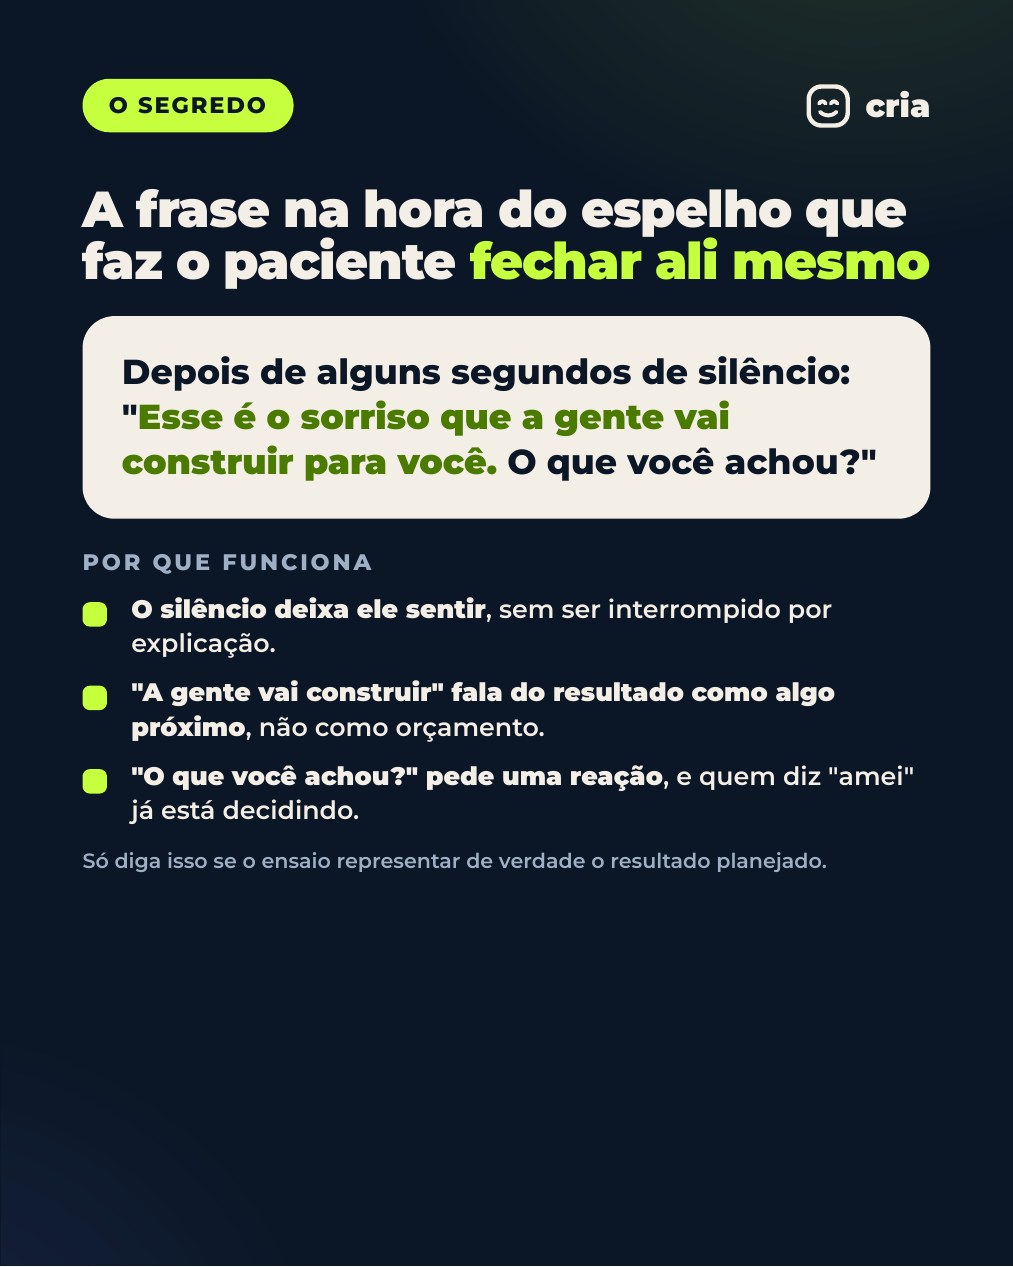 O SEGREDO
cria
A frase na hora do espelho que
faz o paciente fechar ali mesmo
Depois de alguns segundos de silêncio:
"Esse é o sorriso que a gente vai
construir para você. O que você achou?"
POR QUE FUNCIONA
O silêncio deixa ele sentir, sem ser interrompido por
explicação.
"A gente vai construir" fala do resultado como algo
próximo, não como orçamento.
"O que você achou?" pede uma reação, e quem diz "amei"
já está decidindo.
Só diga isso se o ensaio representar de verdade o resultado planejado.